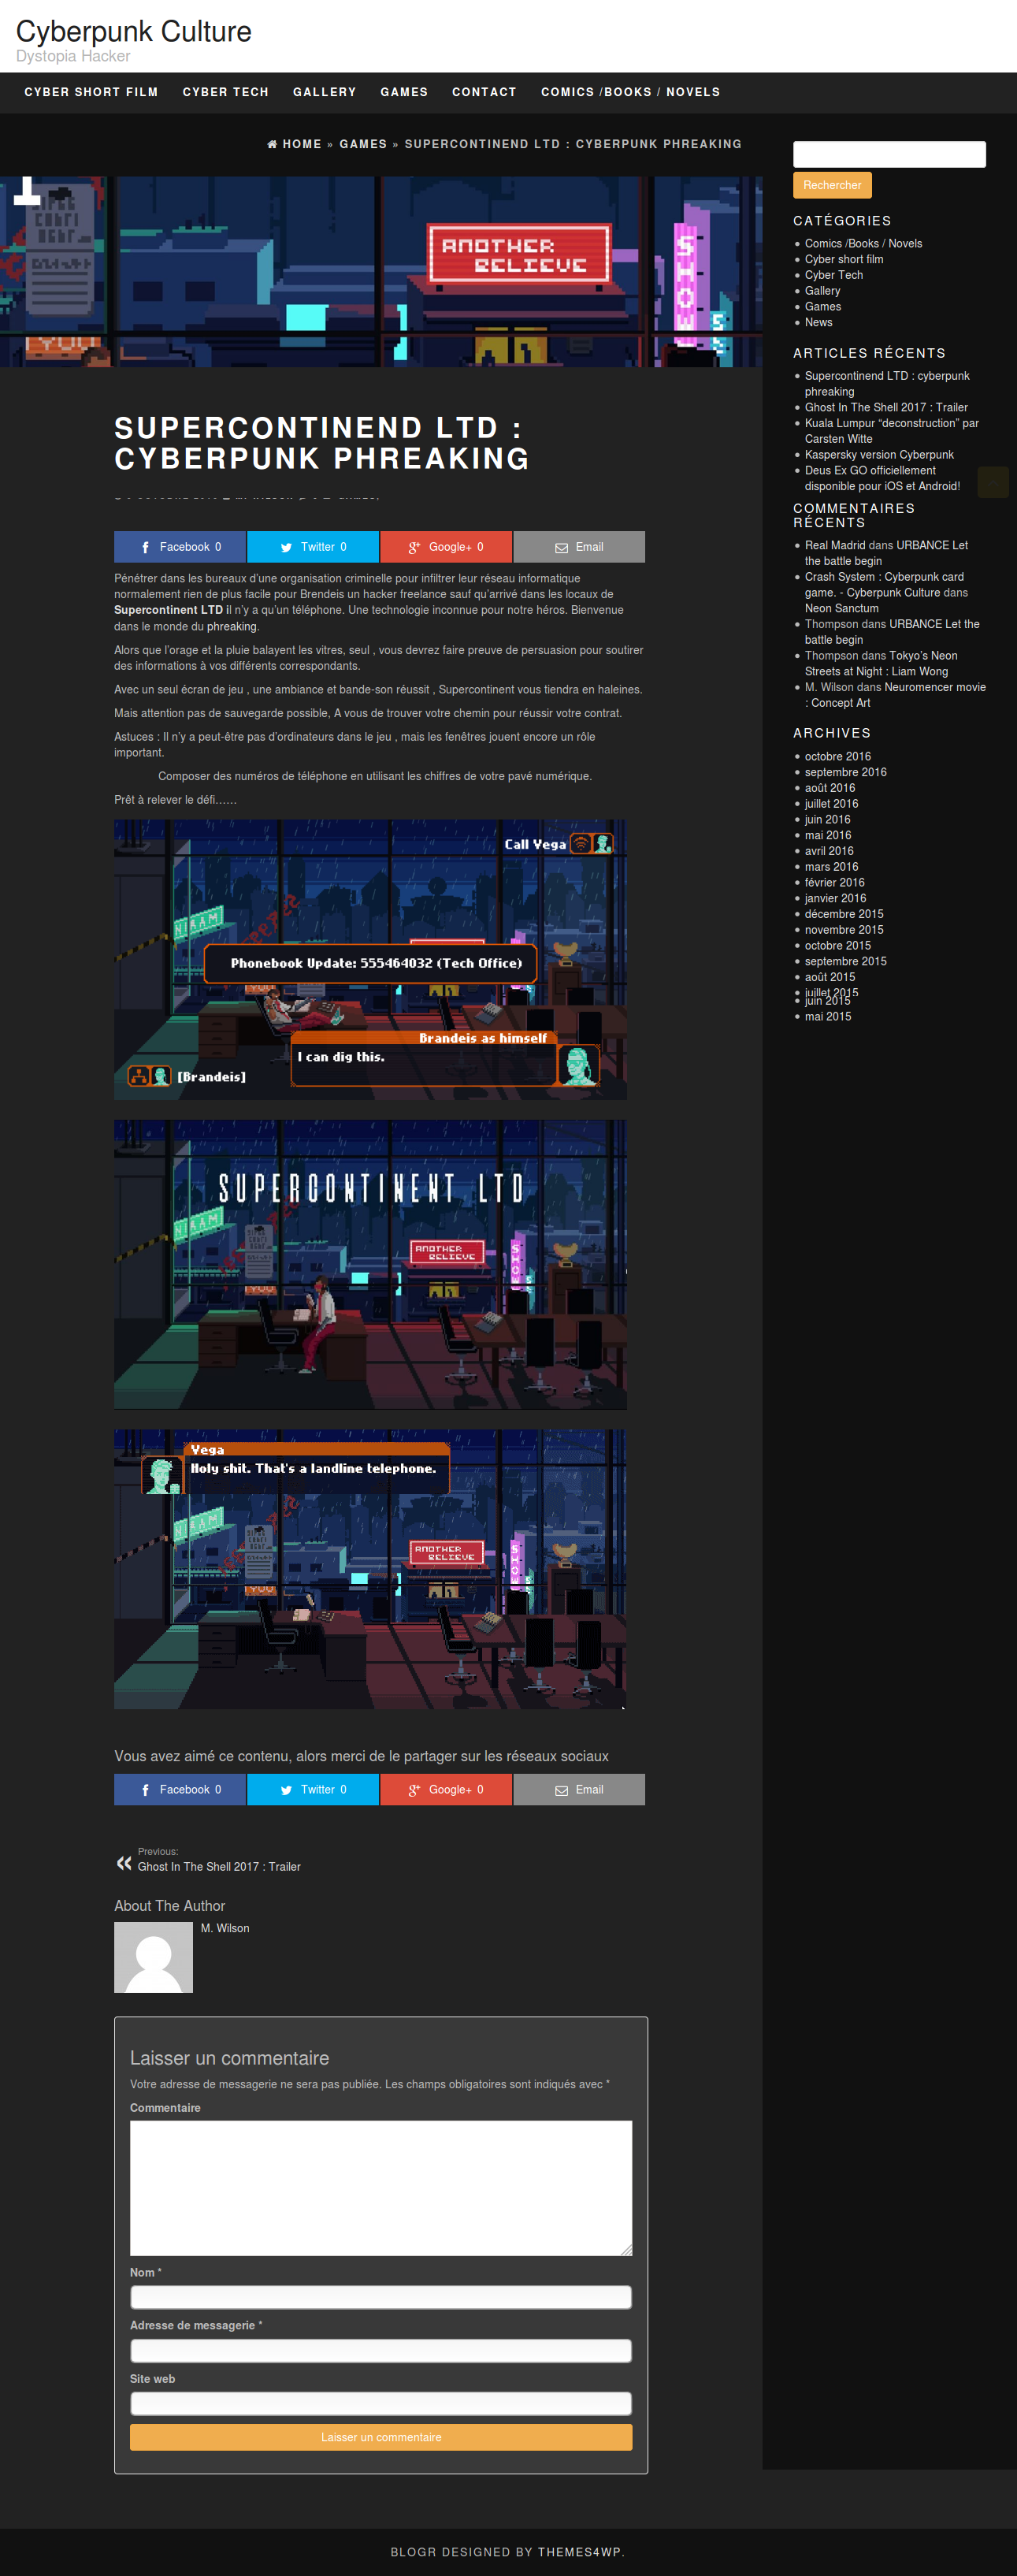 Cyberpunk Culture
Dystopia Hacker
CYBER SHORT FILM CYBER TECH GALLERY GAMES CONTACT COMICS /BOOKS / NOVELS
HOME » GAMES » SUPERCONTINEND LTD : CYBERPUNK PHREAKING
ANOTHER
BELIEVE
SHOW
YOU
SUPERCONTINEND LTD :
CYBERPUNK PHREAKING
Facebook 0 Twitter 0 Google+ 0 Email
Pénétrer dans les bureaux d'une organisation criminelle pour infiltrer leur réseau informatique
normalement rien de plus facile pour Brendeis un hacker freelance sauf qu'arrivé dans les locaux de
Supercontinent LTD il n'y a qu'un téléphone. Une technologie inconnue pour notre héros. Bienvenue
dans le monde du phreaking.
Alors que l'orage et la pluie balayent les vitres, seul , vous devrez faire preuve de persuasion pour soutirer
des informations à vos différents correspondants.
Avec un seul écran de jeu , une ambiance et bande-son réussit , Supercontinent vous tiendra en haleines.
Mais attention pas de sauvegarde possible, A vous de trouver votre chemin pour réussir votre contrat.
Astuces : Il n'y a peut-être pas d'ordinateurs dans le jeu , mais les fenêtres jouent encore un rôle
important.
Composer des numéros de téléphone en utilisant les chiffres de votre pavé numérique.
Prêt à relever le défi……
Call Vega
Phonebook Update: 555464032 (Tech Office)
Brandeis as himself
I can dig this.
[Brandeis]
SUPERCONTINENT LTD
ANOTHER
BELIEVE
SHOW
Vega
Holy shit. That's a landline telephone.
ANOTHER
BELIEVE
SHOW
YOU
Vous avez aimé ce contenu, alors merci de le partager sur les réseaux sociaux
Facebook 0 Twitter 0 Google+ 0 Email
Previous:
Ghost In The Shell 2017 : Trailer
About The Author
M. Wilson
Laisser un commentaire
Votre adresse de messagerie ne sera pas publiée. Les champs obligatoires sont indiqués avec *
Commentaire
Nom *
Adresse de messagerie *
Site web
Laisser un commentaire
Rechercher
CATÉGORIES
Comics /Books / Novels
Cyber short film
Cyber Tech
Gallery
Games
News
ARTICLES RÉCENTS
Supercontinend LTD : cyberpunk
phreaking
Ghost In The Shell 2017 : Trailer
Kuala Lumpur “deconstruction” par
Carsten Witte
Kaspersky version Cyberpunk
Deus Ex GO officiellement
disponible pour iOS et Android!
COMMENTAIRES
RÉCENTS
Real Madrid dans URBANCE Let
the battle begin
Crash System : Cyberpunk card
game. - Cyberpunk Culture dans
Neon Sanctum
Thompson dans URBANCE Let the
battle begin
Thompson dans Tokyo's Neon
Streets at Night : Liam Wong
M. Wilson dans Neuromencer movie
: Concept Art
ARCHIVES
octobre 2016
septembre 2016
août 2016
juillet 2016
juin 2016
mai 2016
avril 2016
mars 2016
février 2016
janvier 2016
décembre 2015
novembre 2015
octobre 2015
septembre 2015
août 2015
juillet 2015
juin 2015
mai 2015
BLOGR DESIGNED BY THEMES4WP.